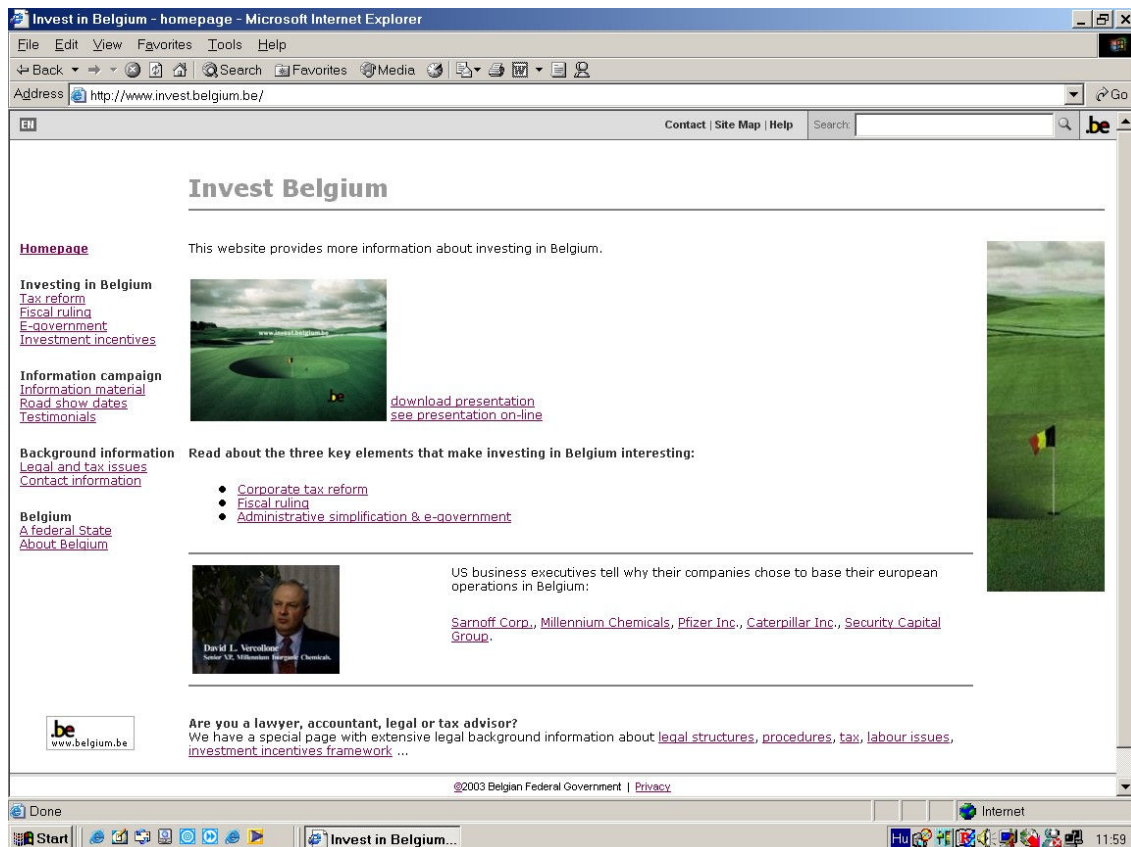 Invest in Belgium - homepage - Microsoft Internet Explorer
File Edit View Favorites Tools Help
Back Search Favorites Media
Address http://www.invest.belgium.be/ Go
EN Contact | Site Map | Help Search: .be
Invest Belgium
Homepage
Investing in Belgium
Tax reform
Fiscal ruling
E-government
Investment incentives
Information campaign
Information material
Road show dates
Testimonials
Background information
Legal and tax issues
Contact information
Belgium
A federal State
About Belgium
.be
www.belgium.be
This website provides more information about investing in Belgium.
www.invest.belgium.be
.be
download presentation
see presentation on-line
Read about the three key elements that make investing in Belgium interesting:
Corporate tax reform
Fiscal ruling
Administrative simplification & e-government
David L. Vercollone
Senior VP, Millennium Inorganic Chemicals.
US business executives tell why their companies chose to base their european
operations in Belgium:
Sarnoff Corp., Millennium Chemicals, Pfizer Inc., Caterpillar Inc., Security Capital
Group.
Are you a lawyer, accountant, legal or tax advisor?
We have a special page with extensive legal background information about legal structures, procedures, tax, labour issues,
investment incentives framework ...
©2003 Belgian Federal Government | Privacy
Done Internet
Start Invest in Belgium... Hu 11:59